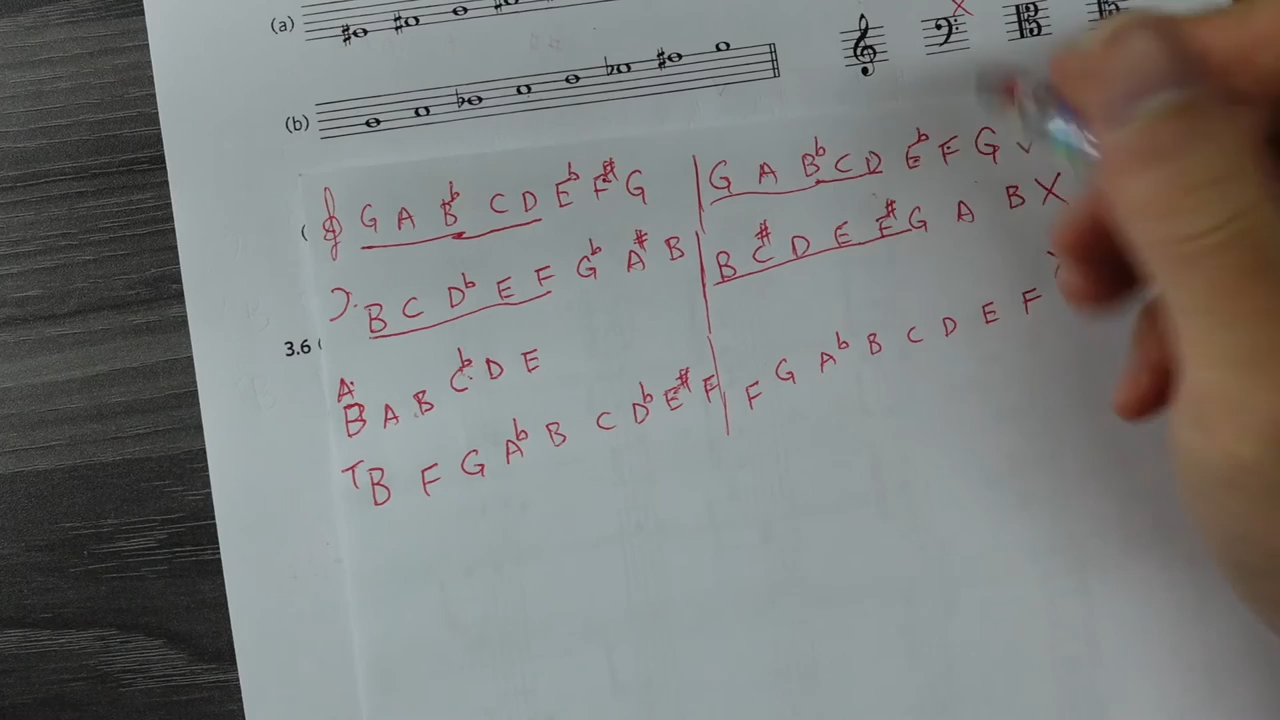 (a)
(b)
G A B♭ C D E♭ F# G | G A B♭ C D E♭ F G ✓
B C D♭ E F G♭ A# B | B C# D E F# G A B X
3.6 (
A. B A B C♭ D E
T B F G A♭ B C D♭ E# F | F G A♭ B C D E F